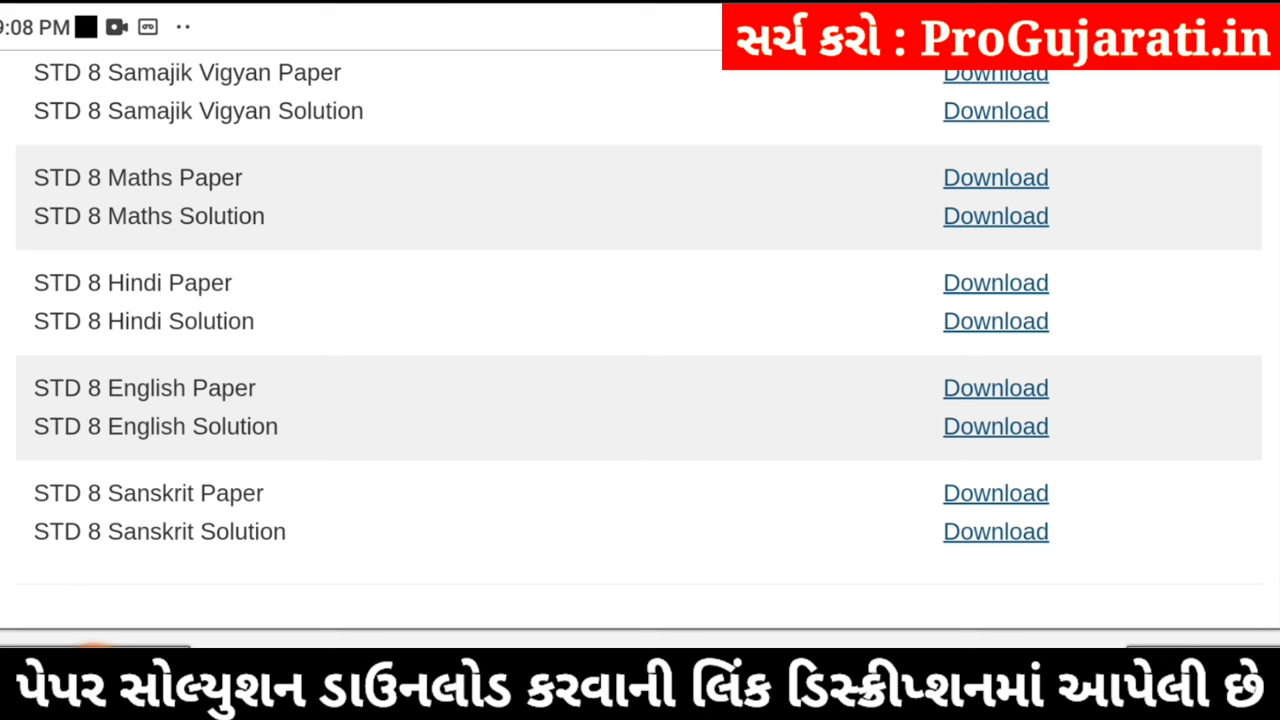 9:08 PM
સર્ચ કરો : ProGujarati.in
STD 8 Samajik Vigyan Paper Download
STD 8 Samajik Vigyan Solution Download
STD 8 Maths Paper Download
STD 8 Maths Solution Download
STD 8 Hindi Paper Download
STD 8 Hindi Solution Download
STD 8 English Paper Download
STD 8 English Solution Download
STD 8 Sanskrit Paper Download
STD 8 Sanskrit Solution Download
પેપર સોલ્યુશન ડાઉનલોડ કરવાની લિંક ડિસ્ક્રીપ્શનમાં આપેલી છે